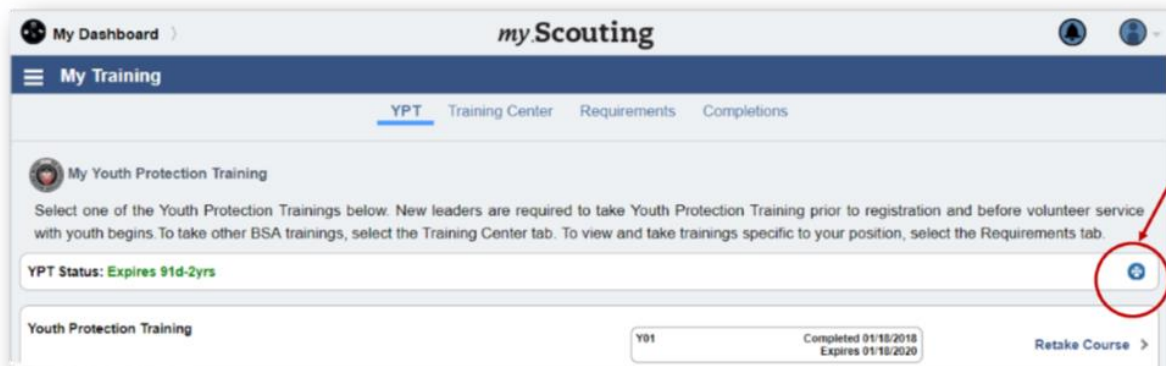 My Dashboard
my.Scouting
My Training
YPT Training Center Requirements Completions
My Youth Protection Training
Select one of the Youth Protection Trainings below. New leaders are required to take Youth Protection Training prior to registration and before volunteer service
with youth begins.To take other BSA trainings, select the Training Center tab. To view and take trainings specific to your position, select the Requirements tab.
YPT Status: Expires 91d-2yrs
Youth Protection Training
Y01 Completed 01/18/2018
Expires 01/18/2020
Retake Course